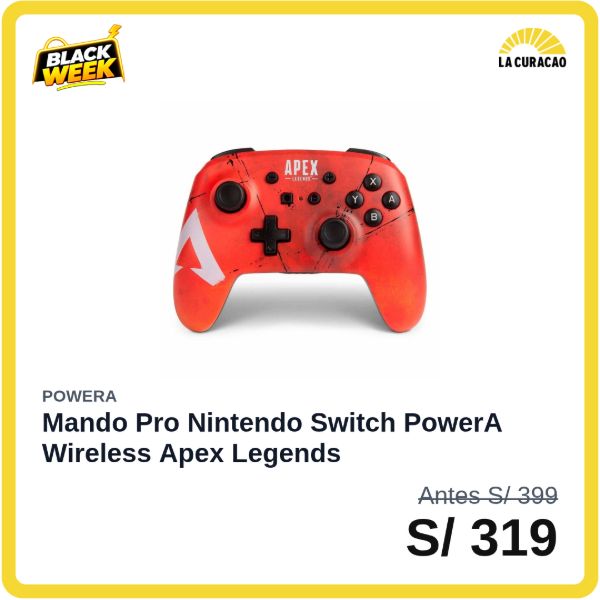 BLACK
WEEK
LA CURACAO
APEX
LEGENDS
X
Y
A
B
POWERA
Mando Pro Nintendo Switch PowerA
Wireless Apex Legends
Antes S/ 399
S/ 319